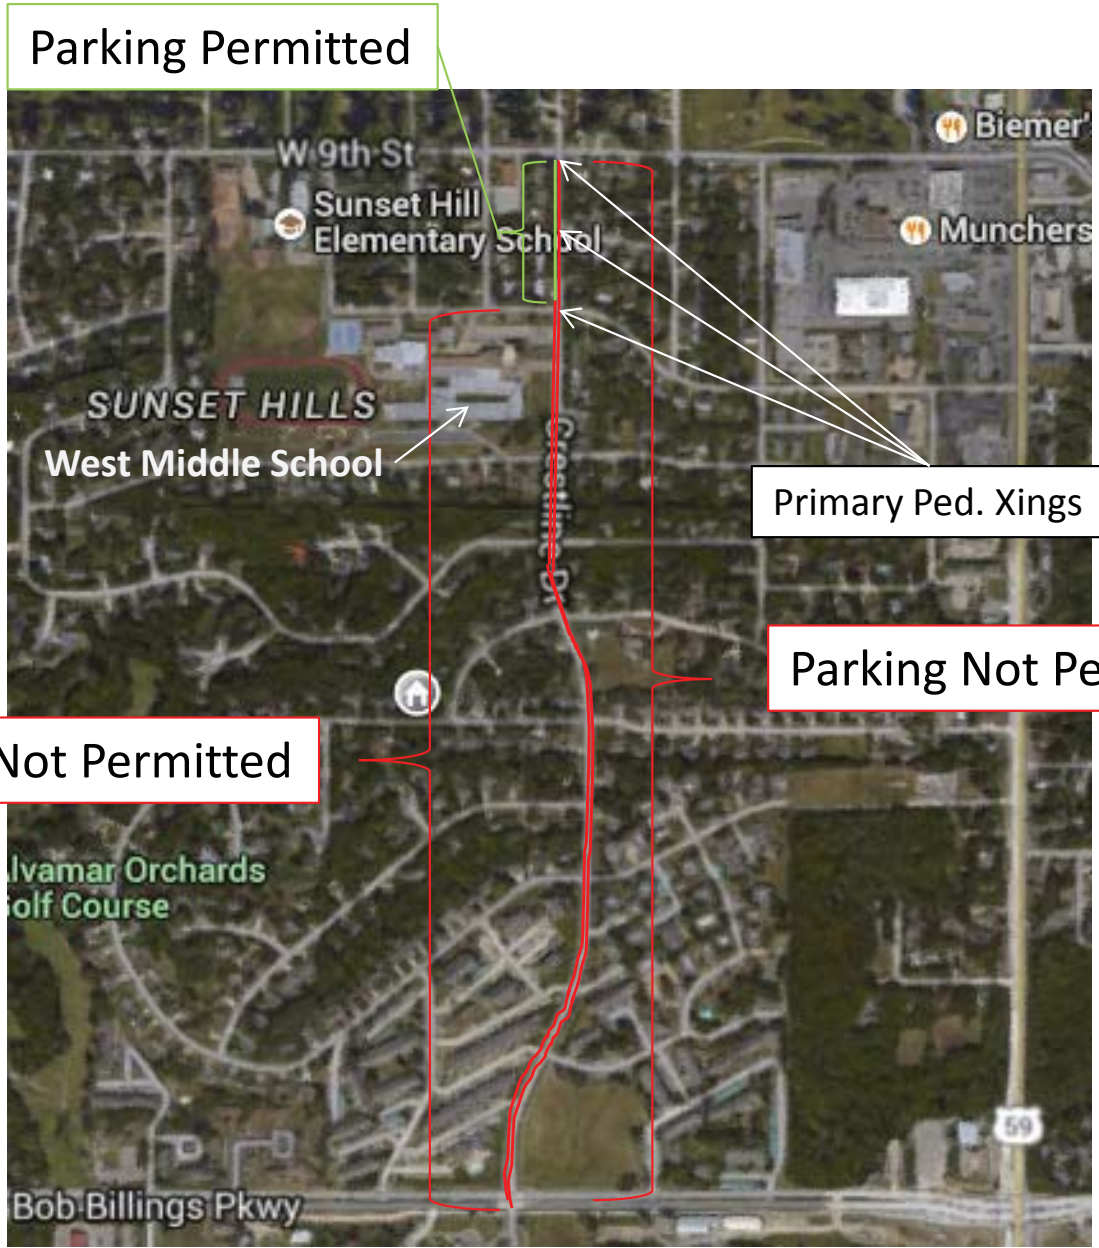 Parking Permitted
W 9th St
Biemer's
Sunset Hill
Elementary School
Munchers
SUNSET HILLS
West Middle School
Crestline Dr
Primary Ped. Xings
Parking Not Pe
Not Permitted
lvamar Orchards
Golf Course
59
Bob Billings Pkwy